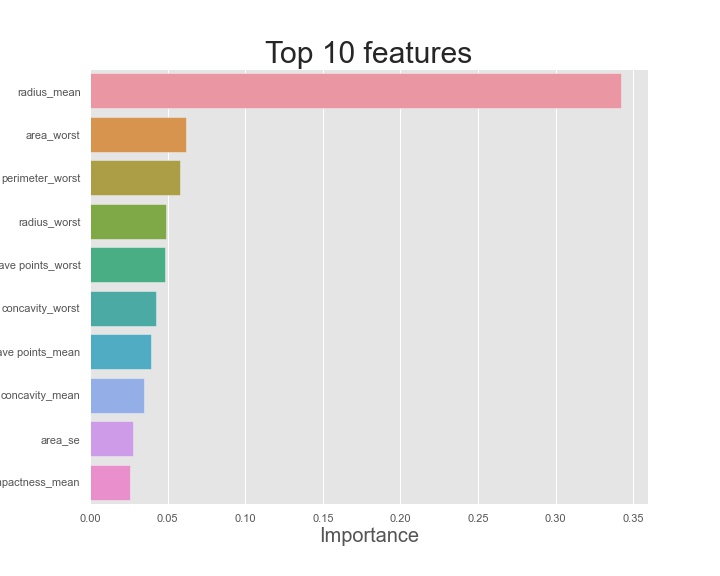 Top 10 features
radius_mean
area_worst
perimeter_worst
radius_worst
ave points_worst
concavity_worst
ave points_mean
concavity_mean
area_se
pactness_mean
0.00 0.05 0.10 0.15 0.20 0.25 0.30 0.35
Importance